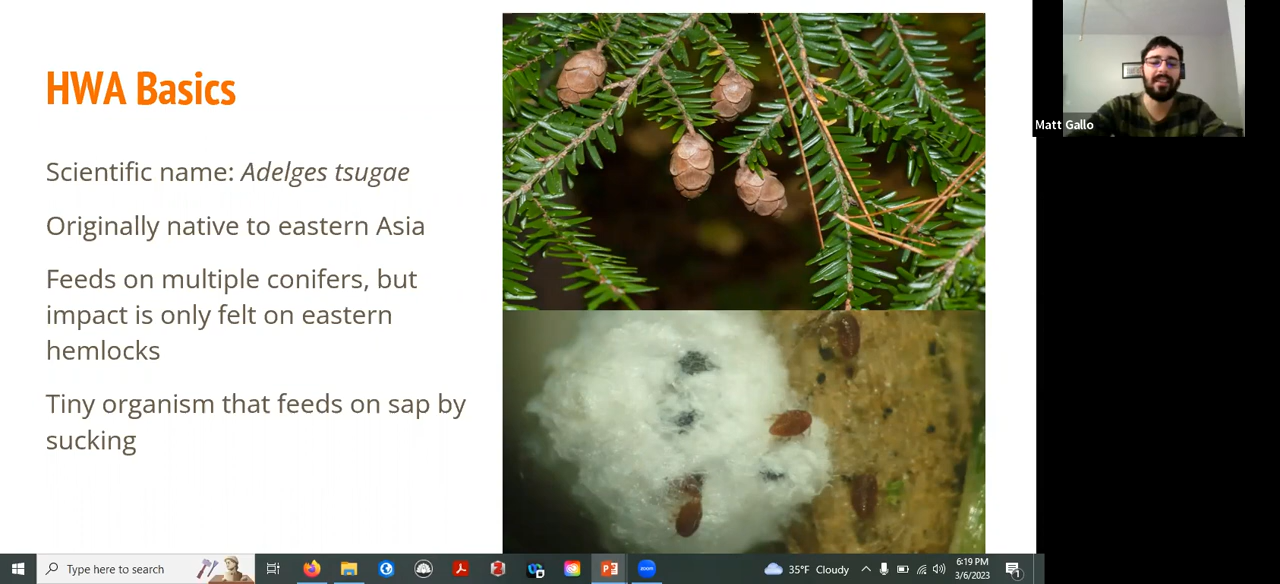 HWA Basics
Scientific name: Adelges tsugae
Originally native to eastern Asia
Feeds on multiple conifers, but
impact is only felt on eastern
hemlocks
Tiny organism that feeds on sap by
sucking
Matt Gallo
Type here to search
zoom
35°F Cloudy
6:19 PM
3/6/2023
1